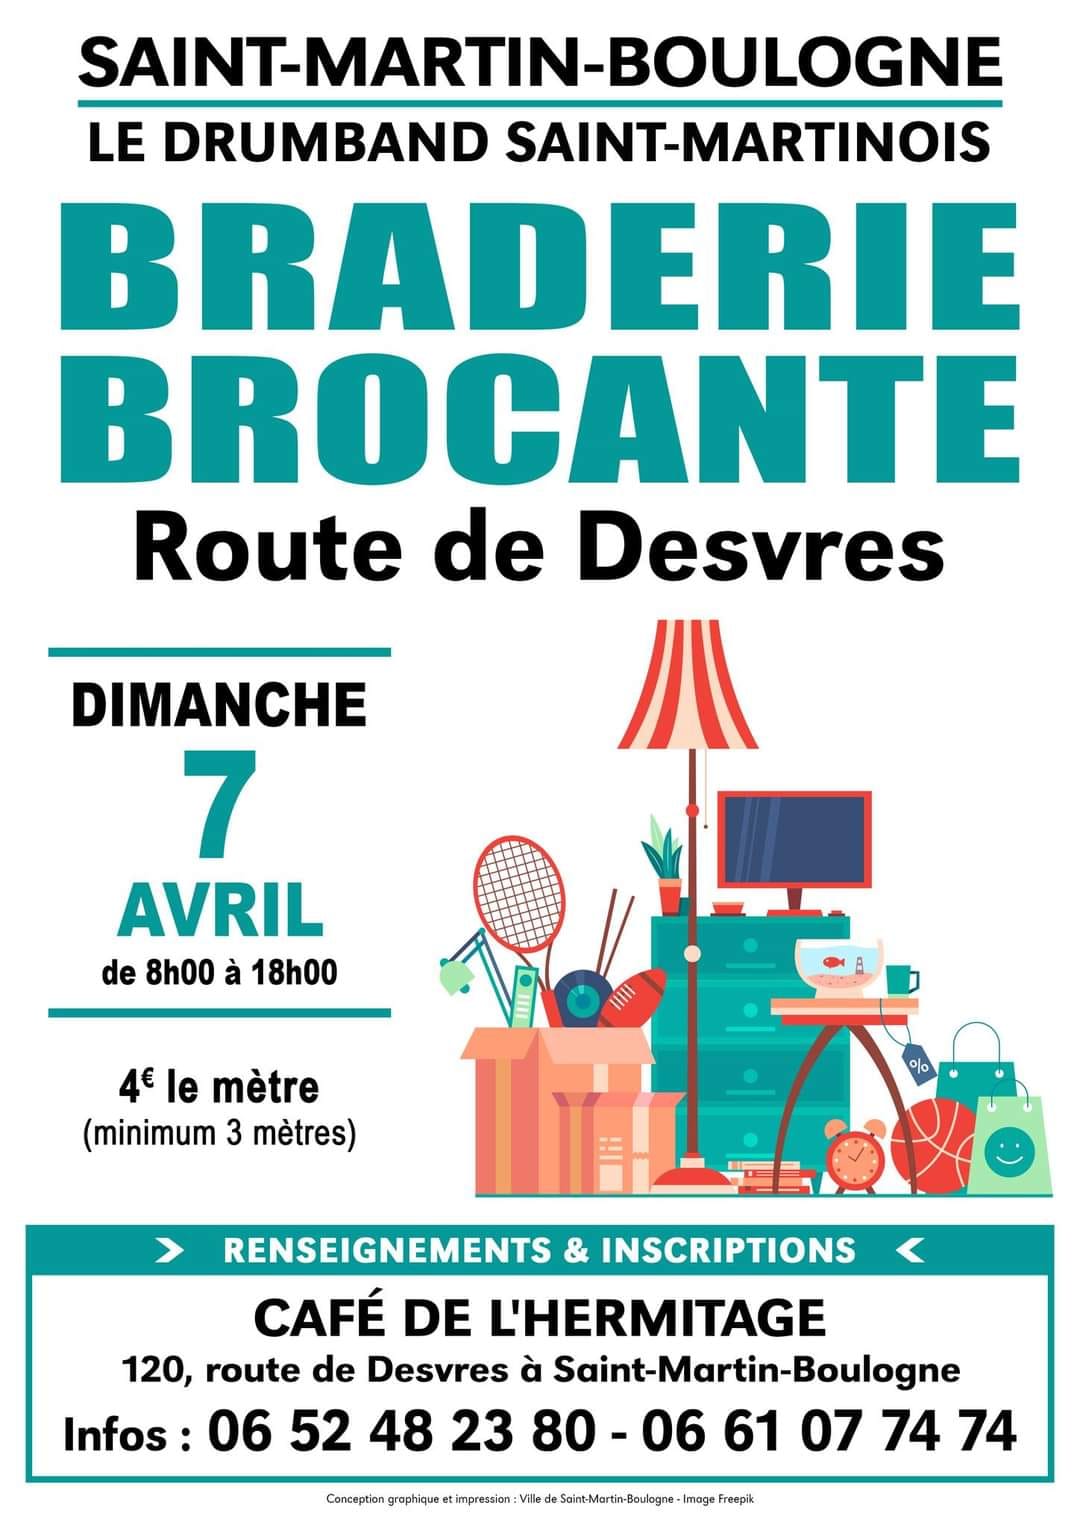 SAINT-MARTIN-BOULOGNE
LE DRUMBAND SAINT-MARTINOIS
BRADERIE
BROCANTE
Route de Desvres
DIMANCHE
7
AVRIL
de 8h00 à 18h00
4€ le mètre
(minimum 3 mètres)
%
> RENSEIGNEMENTS & INSCRIPTIONS <
CAFÉ DE L'HERMITAGE
120, route de Desvres à Saint-Martin-Boulogne
Infos : 06 52 48 23 80 - 06 61 07 74 74
Conception graphique et impression : Ville de Saint-Martin-Boulogne - Image Freepik